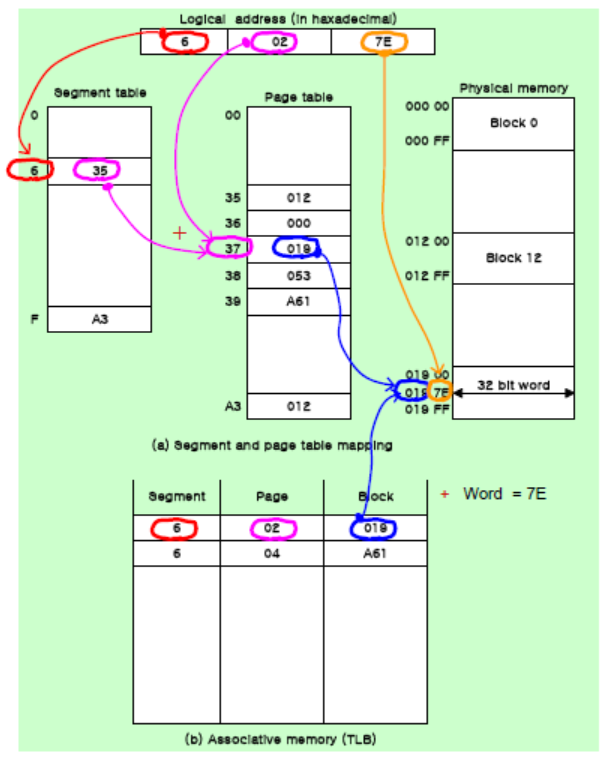 Logical address (in haxadecimal)
6 02 7E
Segment table
0
6 35
F A3
Page table
00
35 012
36 000
+
37 019
38 053
39 A61
A3 012
Physical memory
000 00
Block 0
000 FF
012 00
Block 12
012 FF
019 00
019 7E 32 bit word
019 FF
(a) Segment and page table mapping
Segment Page Block
+ Word = 7E
6 02 019
6 04 A61
(b) Associative memory (TLB)